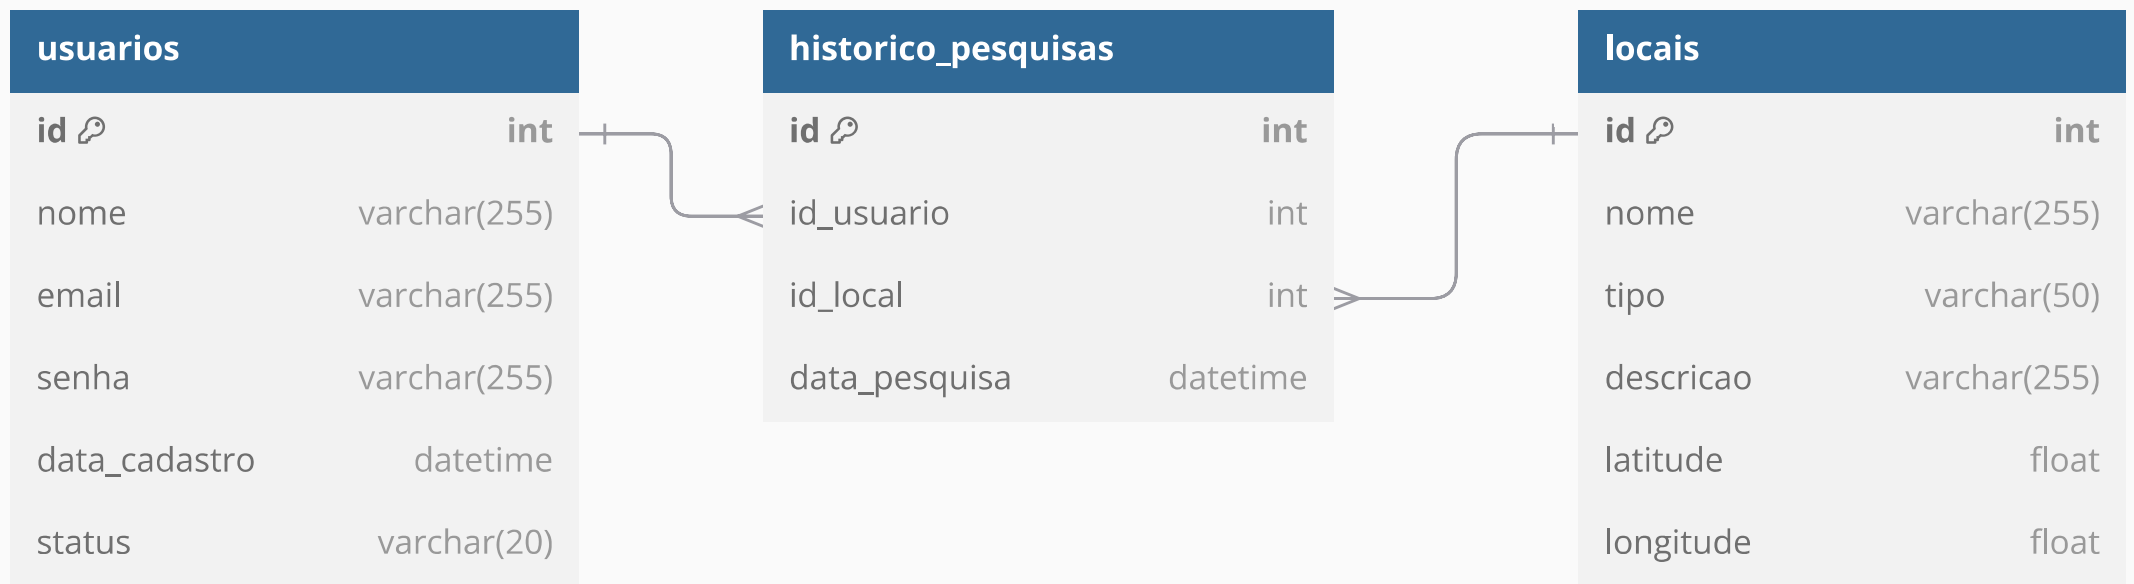 usuarios
id int
nome varchar(255)
email varchar(255)
senha varchar(255)
data_cadastro datetime
status varchar(20)
historico_pesquisas
id int
id_usuario int
id_local int
data_pesquisa datetime
locais
id int
nome varchar(255)
tipo varchar(50)
descricao varchar(255)
latitude float
longitude float